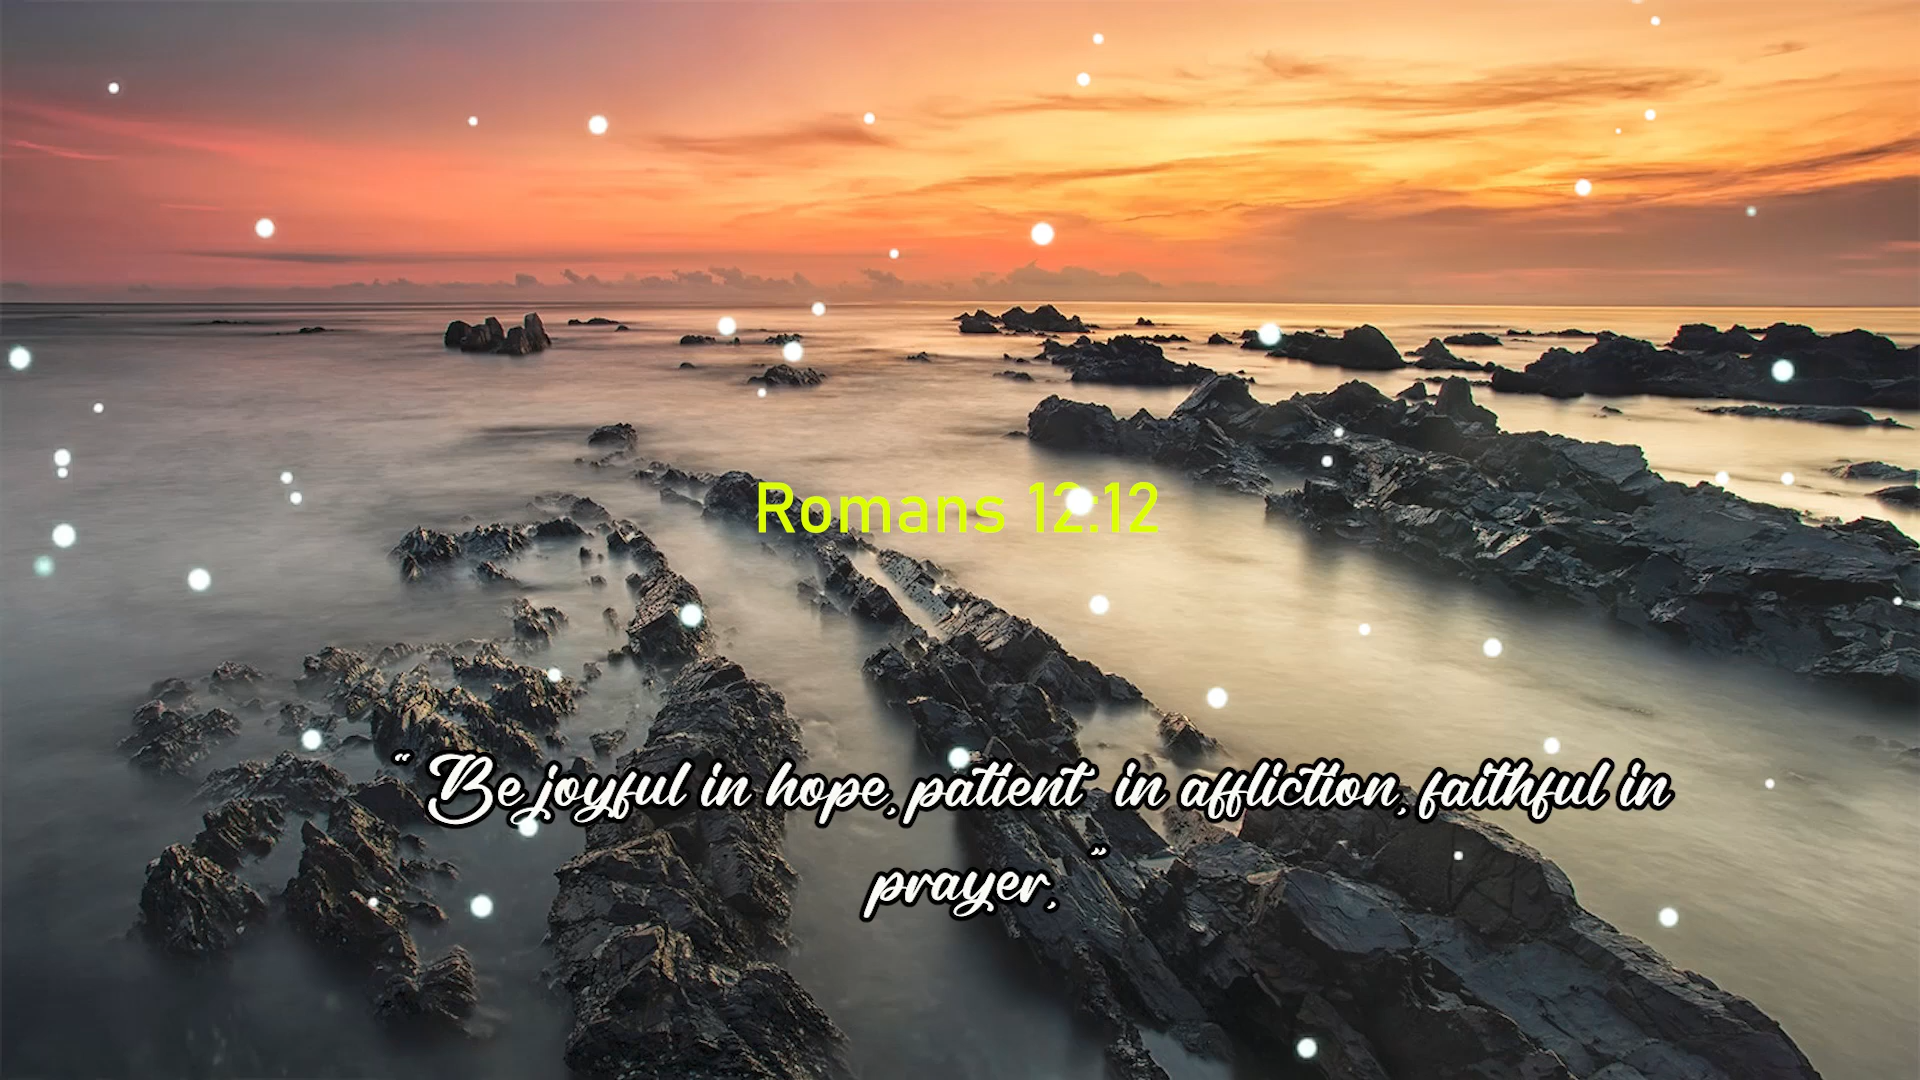 Romans 12:12
“ Be joyful in hope, patient in affliction, faithful in
prayer, ”